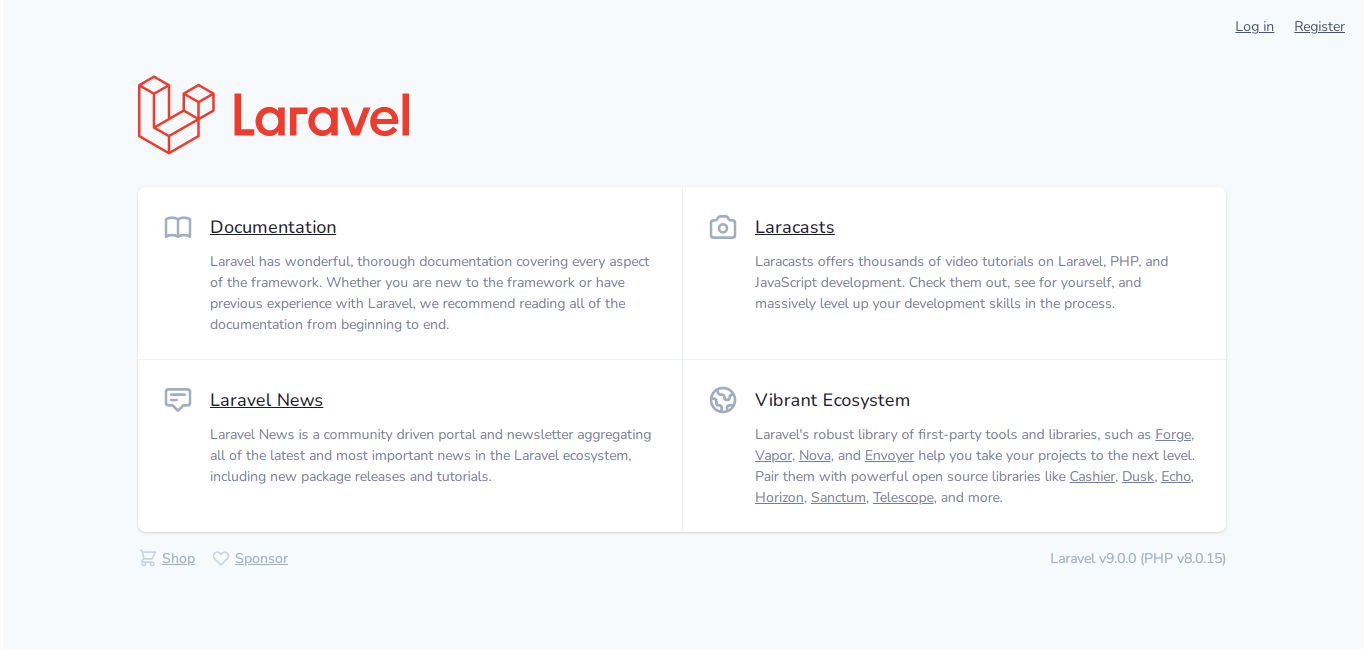 Log in Register
Laravel
Documentation
Laravel has wonderful, thorough documentation covering every aspect
of the framework. Whether you are new to the framework or have
previous experience with Laravel, we recommend reading all of the
documentation from beginning to end.
Laracasts
Laracasts offers thousands of video tutorials on Laravel, PHP, and
JavaScript development. Check them out, see for yourself, and
massively level up your development skills in the process.
Laravel News
Laravel News is a community driven portal and newsletter aggregating
all of the latest and most important news in the Laravel ecosystem,
including new package releases and tutorials.
Vibrant Ecosystem
Laravel's robust library of first-party tools and libraries, such as Forge,
Vapor, Nova, and Envoyer help you take your projects to the next level.
Pair them with powerful open source libraries like Cashier, Dusk, Echo,
Horizon, Sanctum, Telescope, and more.
Shop Sponsor
Laravel v9.0.0 (PHP v8.0.15)